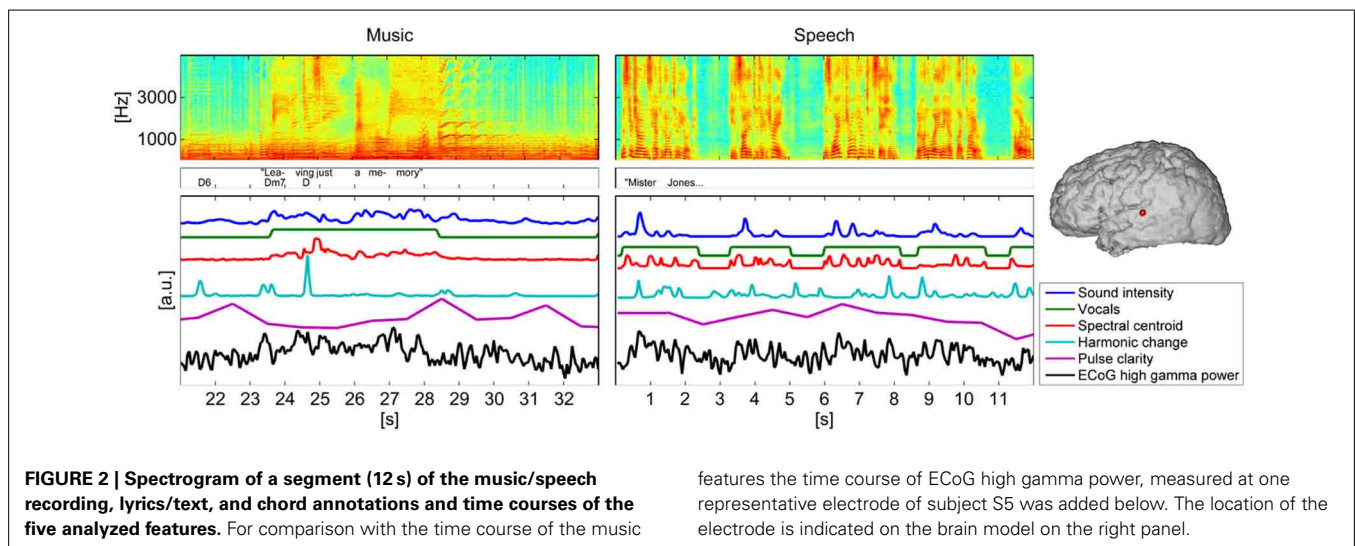 Music
Speech
[Hz]
3000
1000
"Lea- ving just a me- mory"
D6 Dm7 D
"Mister Jones...
[a.u.]
22 23 24 25 26 27 28 29 30 31 32
[s]
1 2 3 4 5 6 7 8 9 10 11
[s]
Sound intensity
Vocals
Spectral centroid
Harmonic change
Pulse clarity
ECoG high gamma power
FIGURE 2 | Spectrogram of a segment (12 s) of the music/speech
recording, lyrics/text, and chord annotations and time courses of the
five analyzed features. For comparison with the time course of the music
features the time course of ECoG high gamma power, measured at one
representative electrode of subject S5 was added below. The location of the
electrode is indicated on the brain model on the right panel.